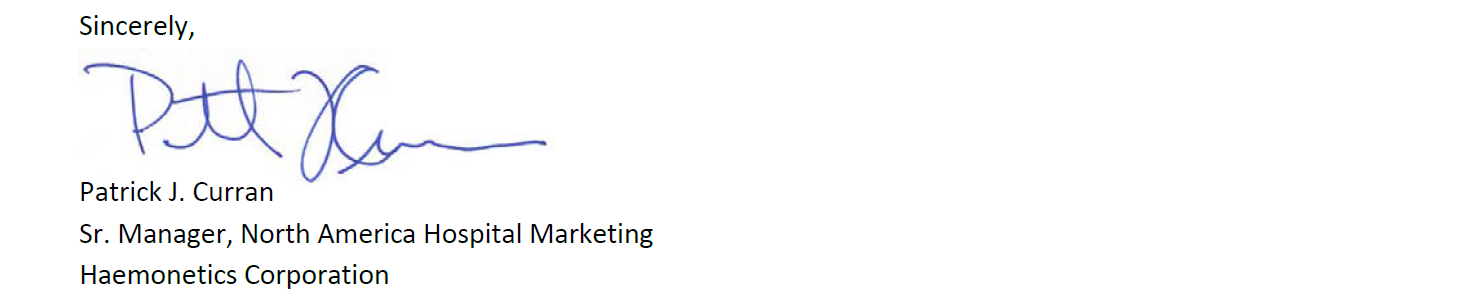 Sincerely,
Patrick J. Curran
Sr. Manager, North America Hospital Marketing
Haemonetics Corporation